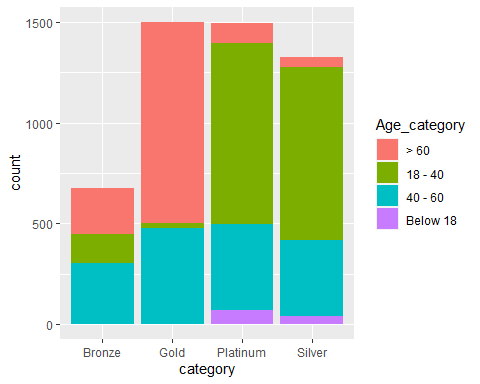 1500
1000
500
0
count
Bronze Gold Platinum Silver
category
Age_category
> 60
18 - 40
40 - 60
Below 18